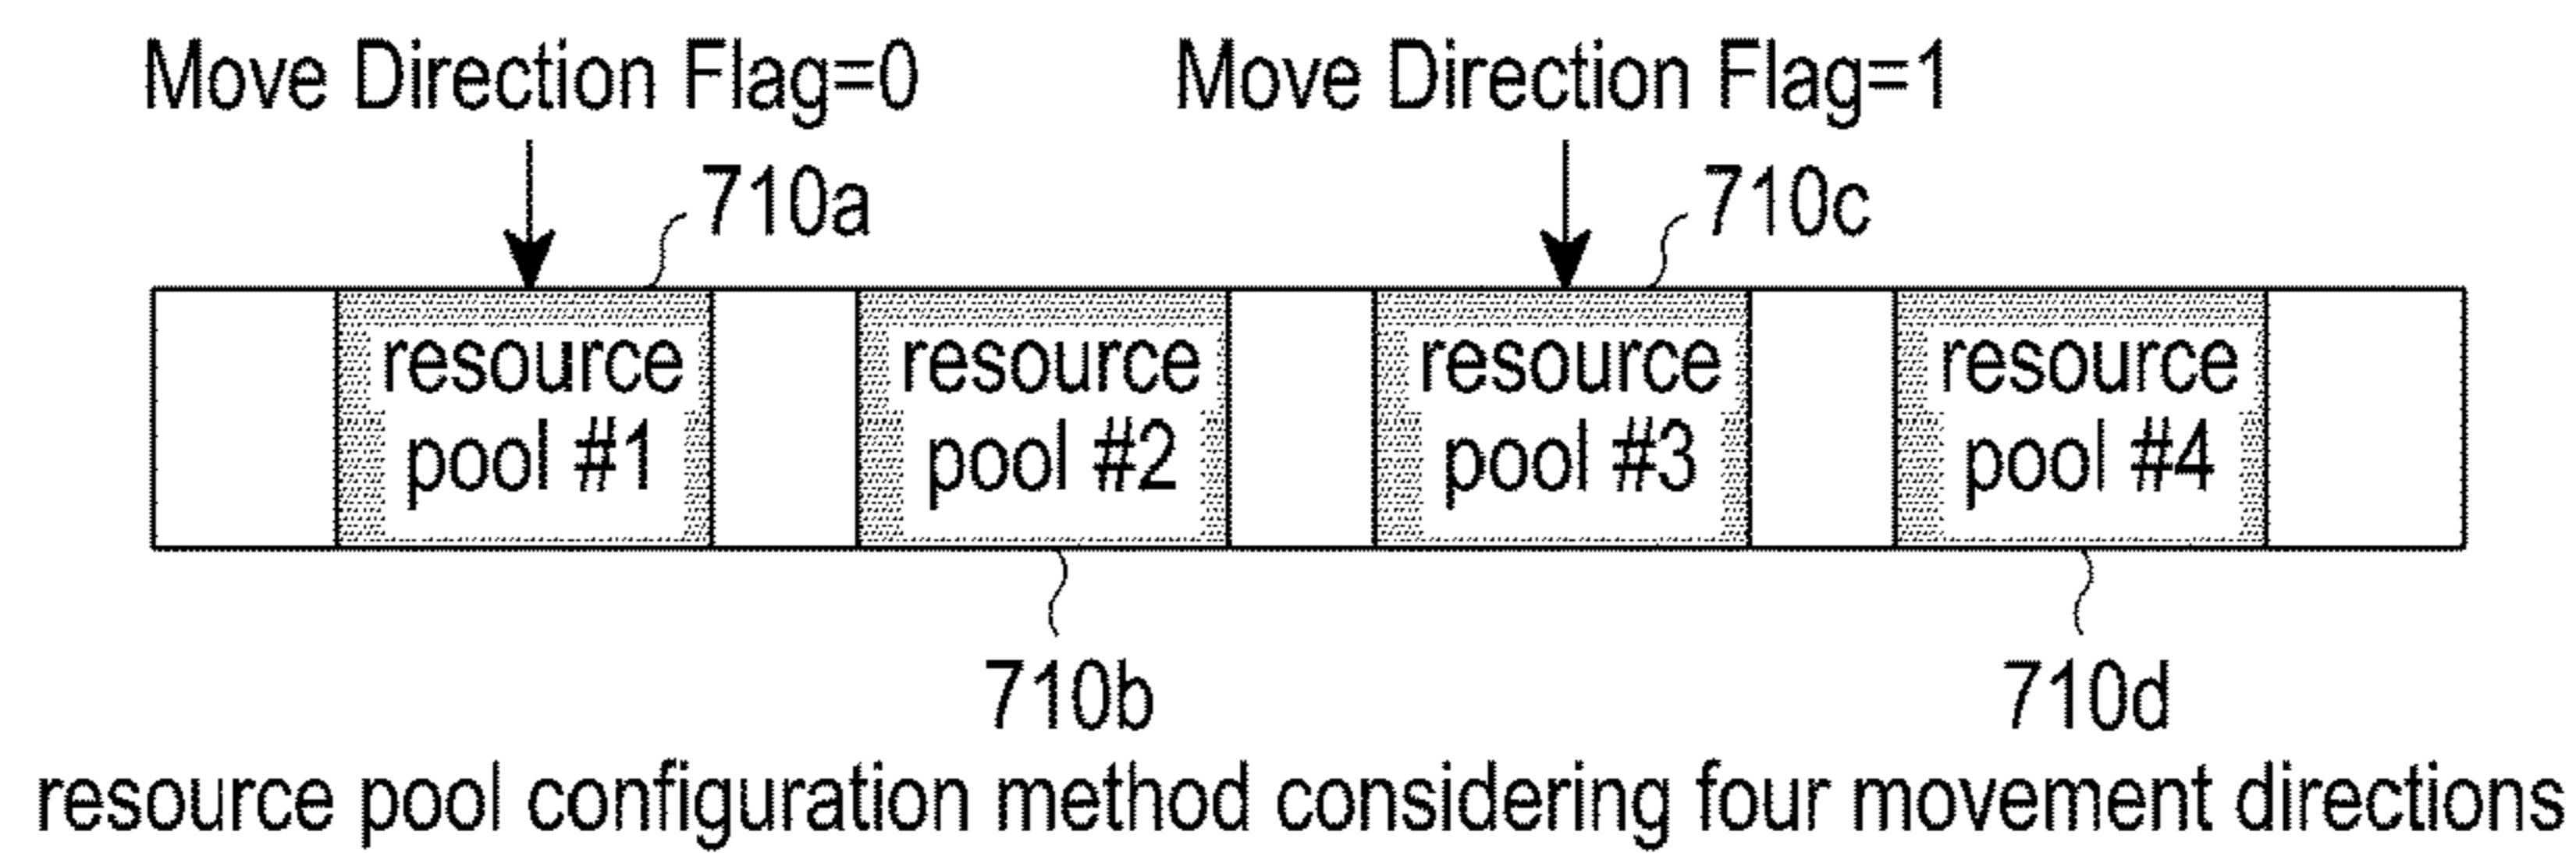 Move Direction Flag=0
Move Direction Flag=1
710a
710c
resource
pool #1
resource
pool #2
resource
pool #3
resource
pool #4
710b
710d
resource pool configuration method considering four movement directions